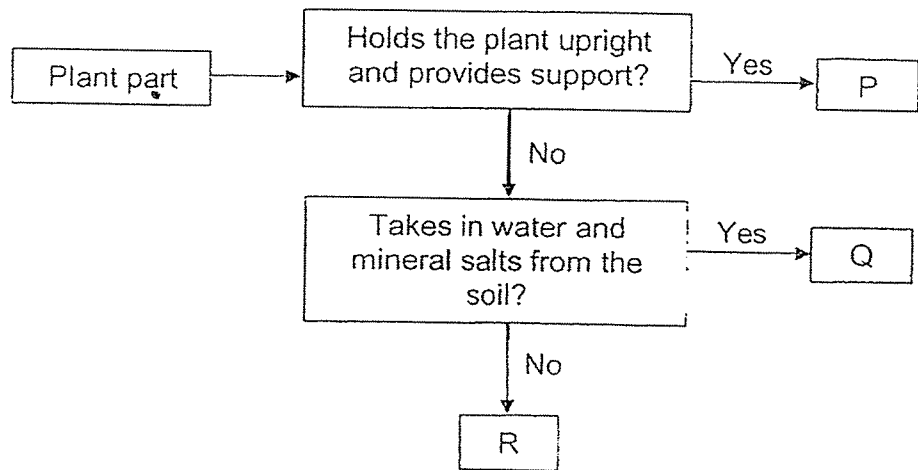 Holds the plant upright
and provides support?
Plant part
Yes
P
No
Takes in water and
mineral salts from the
soil?
Yes
Q
No
R